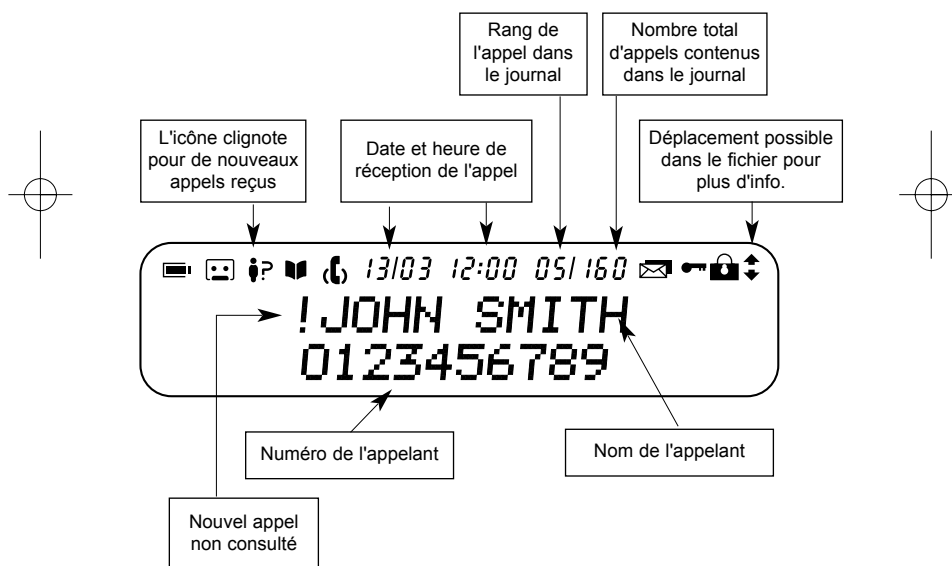 Rang de
l'appel dans
le journal
Nombre total
d'appels contenus
dans le journal
L'icône clignote
pour de nouveaux
appels reçus
Date et heure de
réception de l'appel
Déplacement possible
dans le fichier pour
plus d'info.
13/03 12:00 05/160
!JOHN SMITH
0123456789
Numéro de l'appelant
Nom de l'appelant
Nouvel appel
non consulté